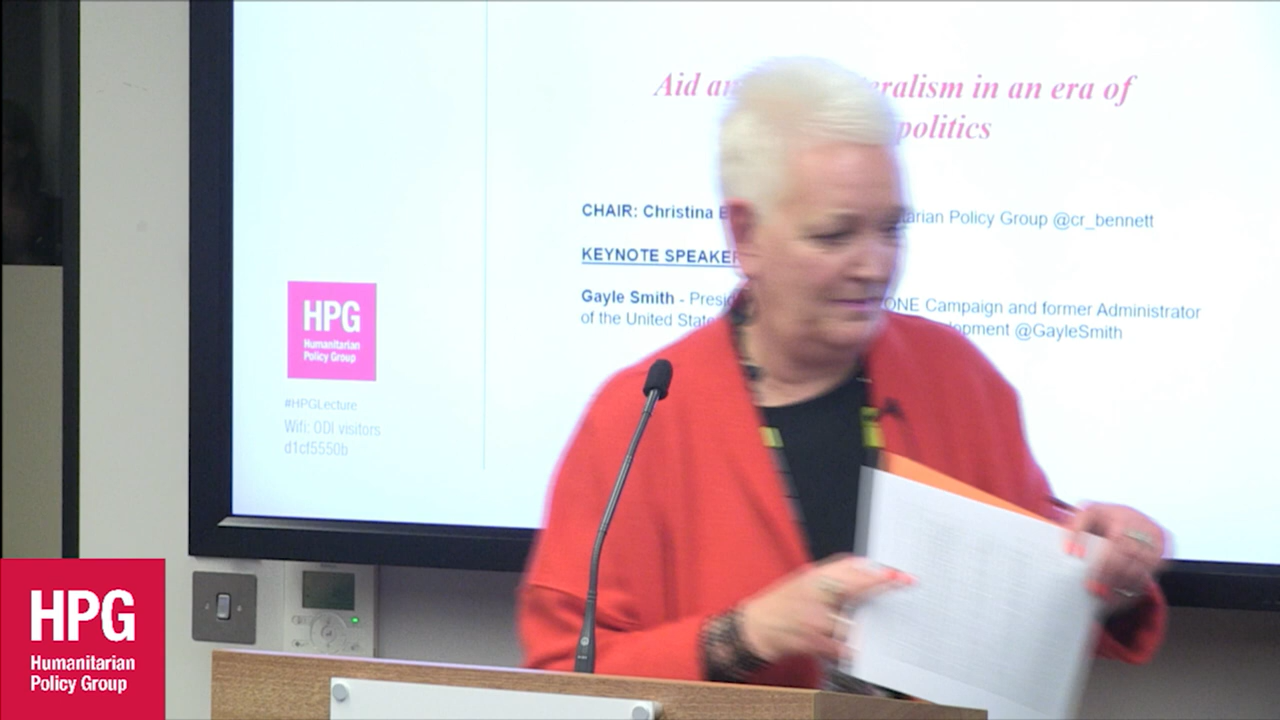 Aid an eralism in an era of
politics
CHAIR: Christina B tarian Policy Group @cr_bennett
KEYNOTE SPEAKER
Gayle Smith - Presid ONE Campaign and former Administrator
of the United State lopment @GayleSmith
HPG
Humanitarian
Policy Group
#HPGLecture
Wifi: ODI visitors
d1cf5550b
HPG
Humanitarian
Policy Group